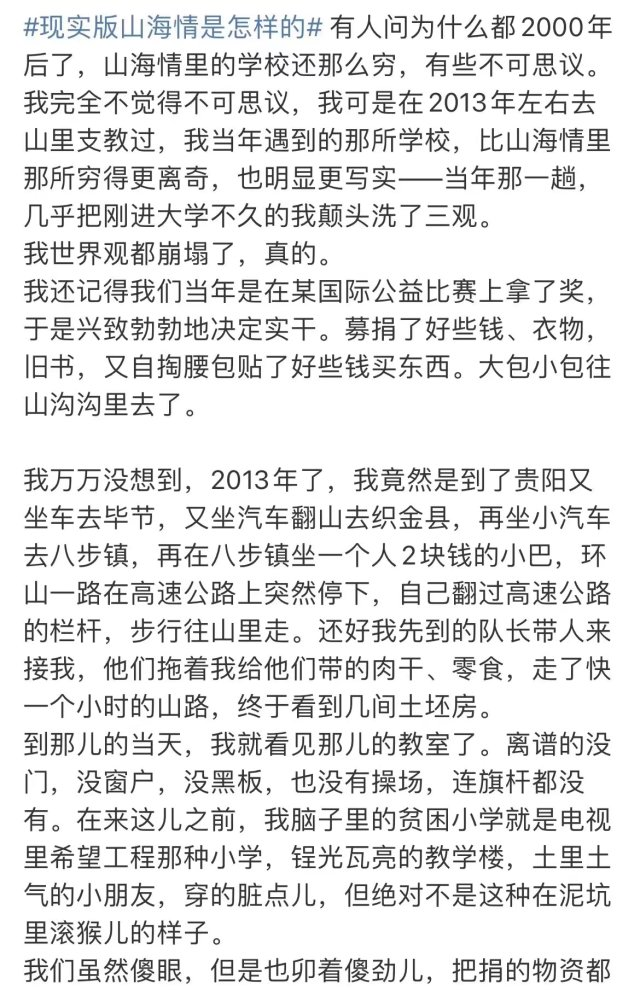 #现实版山海情是怎样的# 有人问为什么都2000年
后了，山海情里的学校还那么穷，有些不可思议。
我完全不觉得不可思议，我可是在2013年左右去
山里支教过，我当年遇到的那所学校，比山海情里
那所穷得更离奇，也明显更写实——当年那一趟，
几乎把刚进大学不久的我颠头洗了三观。
我世界观都崩塌了，真的。
我还记得我们当年是在某国际公益比赛上拿了奖，
于是兴致勃勃地决定实干。募捐了好些钱、衣物，
旧书，又自掏腰包贴了好些钱买东西。大包小包往
山沟沟里去了。
我万万没想到，2013年了，我竟然是到了贵阳又
坐车去毕节，又坐汽车翻山去织金县，再坐小汽车
去八步镇，再在八步镇坐一个人2块钱的小巴，环
山一路在高速公路上突然停下，自己翻过高速公路
的栏杆，步行往山里走。还好我先到的队长带人来
接我，他们拖着我给他们带的肉干、零食，走了快
一个小时的山路，终于看到几间土坯房。
到那儿的当天，我就看见那儿的教室了。离谱的没
门，没窗户，没黑板，也没有操场，连旗杆都没
有。在来这儿之前，我脑子里的贫困小学就是电视
里希望工程那种小学，锃光瓦亮的教学楼，土里土
气的小朋友，穿的脏点儿，但绝对不是这种在泥坑
里滚猴儿的样子。
我们虽然傻眼，但是也卯着傻劲儿，把捐的物资都